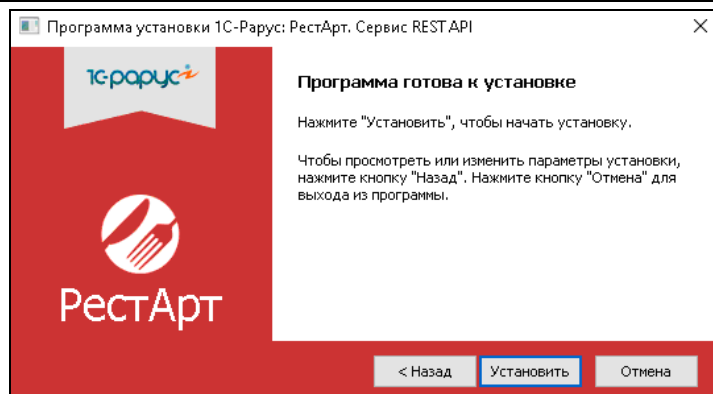 Программа установки 1С-Рарус: РестАрт. Сервис REST API
1с-рарус
Программа готова к установке
Нажмите "Установить", чтобы начать установку.
Чтобы просмотреть или изменить параметры установки,
нажмите кнопку "Назад". Нажмите кнопку "Отмена" для
выхода из программы.
РестАрт
< Назад
Установить
Отмена